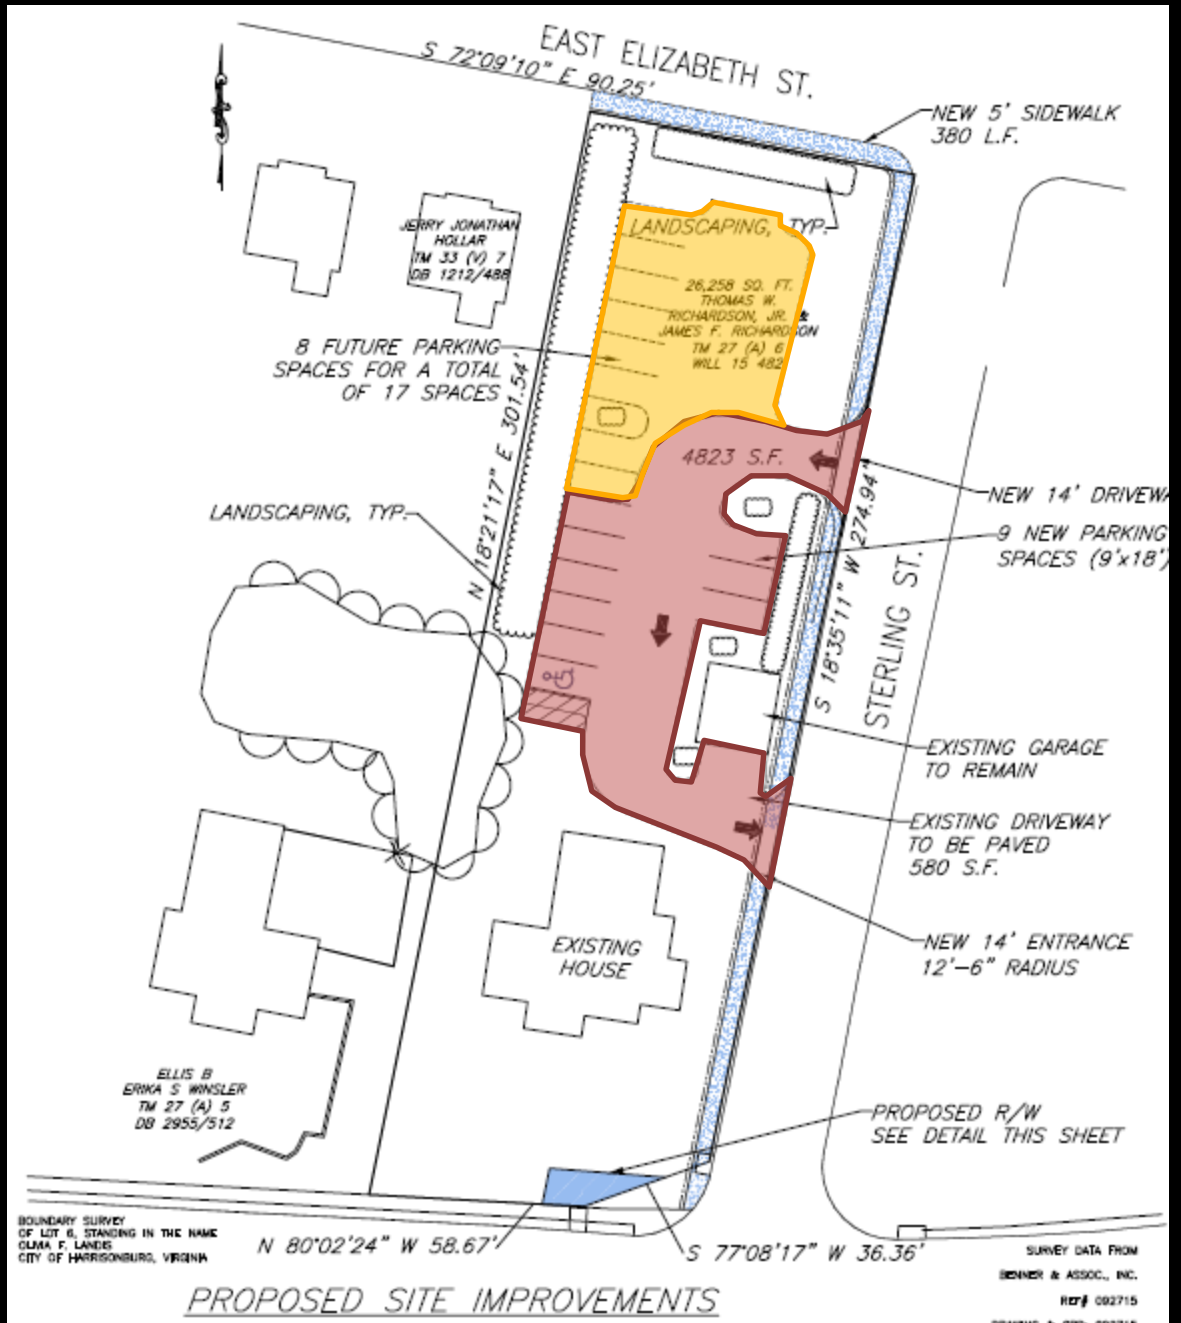 EAST ELIZABETH ST.
S 72°09'10" E 90.25'
NEW 5' SIDEWALK
380 L.F.
JERRY JONATHAN
HOLLAR
TM 33 (V) 7
DB 1212/488
LANDSCAPING, TYP.
26,258 SQ. FT.
THOMAS W.
RICHARDSON, JR. &
JAMES F. RICHARDSON
TM 27 (A) 6
WILL 15 482
8 FUTURE PARKING
SPACES FOR A TOTAL
OF 17 SPACES
N 18°21'17" E 301.54'
4823 S.F.
S 18°35'11" W 274.94'
NEW 14' DRIVEWA
LANDSCAPING, TYP.
9 NEW PARKING
SPACES (9'x18')
STERLING ST.
EXISTING GARAGE
TO REMAIN
EXISTING DRIVEWAY
TO BE PAVED
580 S.F.
NEW 14' ENTRANCE
12'-6" RADIUS
EXISTING
HOUSE
ELLIS B
ERIKA S WINSLER
TM 27 (A) 5
DB 2955/512
PROPOSED R/W
SEE DETAIL THIS SHEET
BOUNDARY SURVEY
OF LOT 6, STANDING IN THE NAME
OLIVIA F. LANDIS
CITY OF HARRISONBURG, VIRGINIA
N 80°02'24" W 58.67'
S 77°08'17" W 36.36'
SURVEY DATA FROM
BENNER & ASSOC., INC.
REF# 092715
PROPOSED SITE IMPROVEMENTS